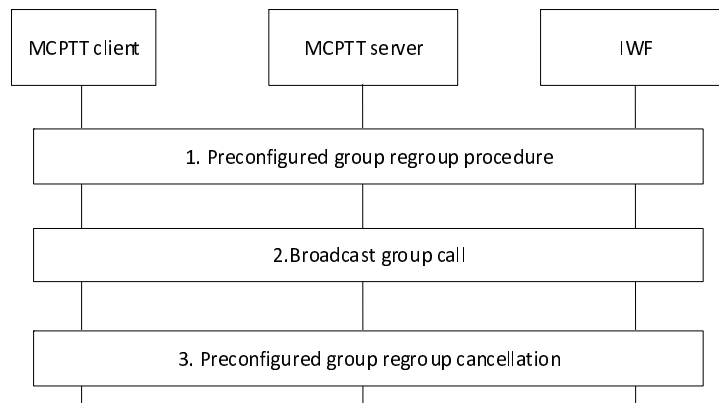 MCPTT client
MCPTT server
IWF
1. Preconfigured group regroup procedure
2.Broadcast group call
3. Preconfigured group regroup cancellation